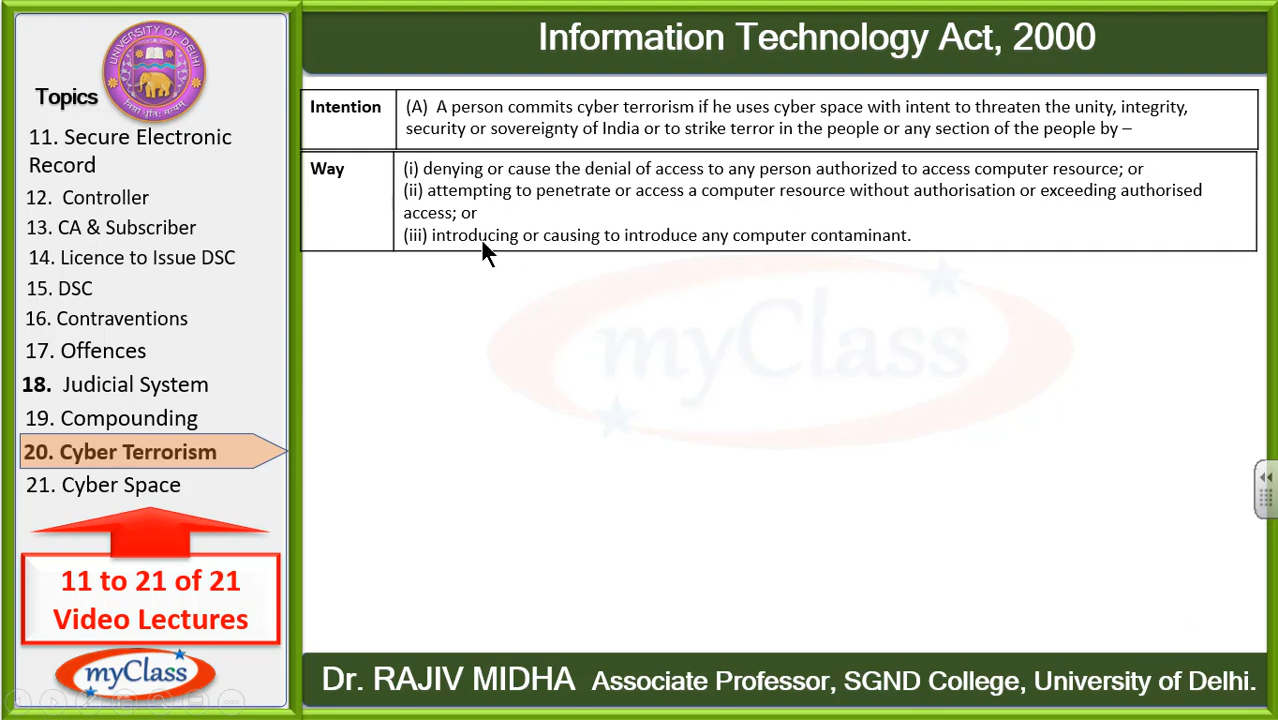 Information Technology Act, 2000
UNIVERSITY OF DELHI
Topics
11. Secure Electronic
Record
12. Controller
13. CA & Subscriber
14. Licence to Issue DSC
15. DSC
16. Contraventions
17. Offences
18. Judicial System
19. Compounding
20. Cyber Terrorism
21. Cyber Space
11 to 21 of 21
Video Lectures
myClass
Intention
(A) A person commits cyber terrorism if he uses cyber space with intent to threaten the unity, integrity,
security or sovereignty of India or to strike terror in the people or any section of the people by –
Way
(i) denying or cause the denial of access to any person authorized to access computer resource; or
(ii) attempting to penetrate or access a computer resource without authorisation or exceeding authorised
access; or
(iii) introducing or causing to introduce any computer contaminant.
myClass
Dr. RAJIV MIDHA Associate Professor, SGND College, University of Delhi.